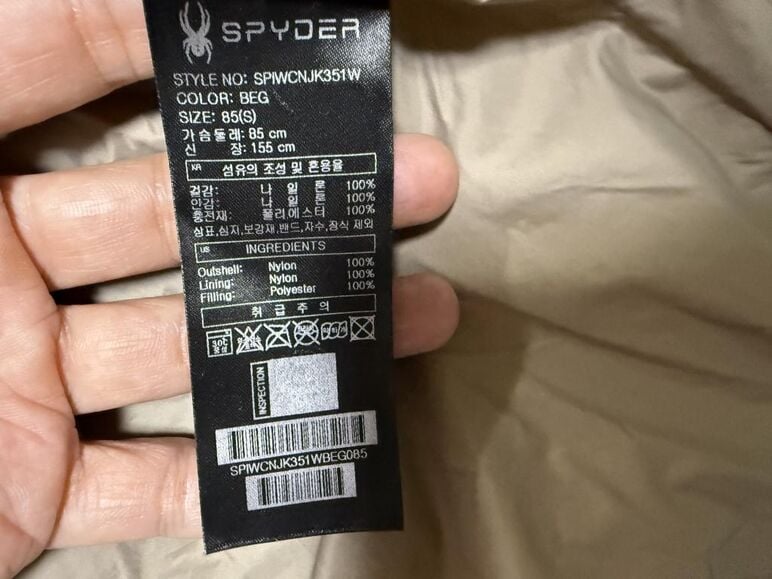 SPYDER
STYLE NO: SPIWCNJK351W
COLOR: BEG
SIZE: 85(S)
가슴둘레: 85 cm
신 장: 155 cm
KR 섬유의 조성 및 혼용율
겉감: 나 일 론 100%
안감: 나 일 론 100%
충전재: 폴리에스터 100%
상표,심지,보강재,밴드,자수,장식 제외
US INGREDIENTS
Outshell: Nylon 100%
Lining: Nylon 100%
Filling: Polyester 100%
취 급 주 의
30℃ 중성
INSPECTION
SPIWCNJK351WBEG085